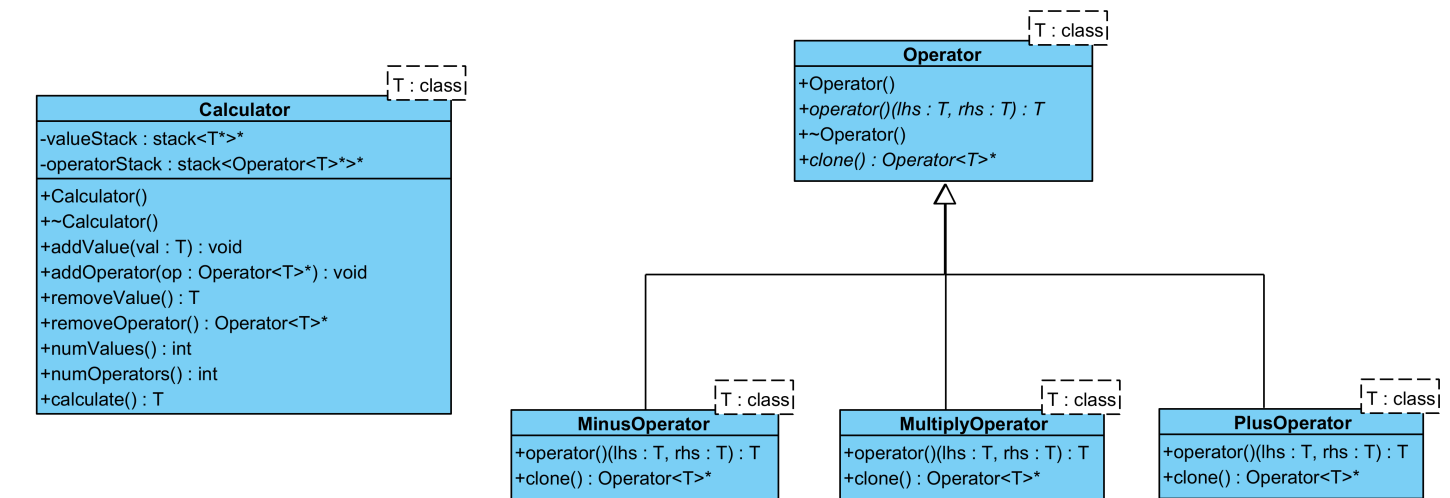 T : class
Calculator
-valueStack : stack<T*>*
-operatorStack : stack<Operator<T>*>*
+Calculator()
+~Calculator()
+addValue(val : T) : void
+addOperator(op : Operator<T>*) : void
+removeValue() : T
+removeOperator() : Operator<T>*
+numValues() : int
+numOperators() : int
+calculate() : T
T : class
Operator
+Operator()
+operator()(lhs : T, rhs : T) : T
+~Operator()
+clone() : Operator<T>*
T : class
MinusOperator
+operator()(lhs : T, rhs : T) : T
+clone() : Operator<T>*
T : class
MultiplyOperator
+operator()(lhs : T, rhs : T) : T
+clone() : Operator<T>*
T : class
PlusOperator
+operator()(lhs : T, rhs : T) : T
+clone() : Operator<T>*